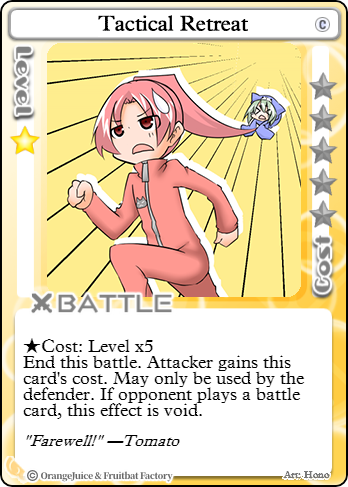 Tactical Retreat
C
Level
Cost
BATTLE
★Cost: Level x5
End this battle. Attacker gains this
card's cost. May only be used by the
defender. If opponent plays a battle
card, this effect is void.
"Farewell!" —Tomato
© OrangeJuice & Fruitbat Factory
Art: Hono